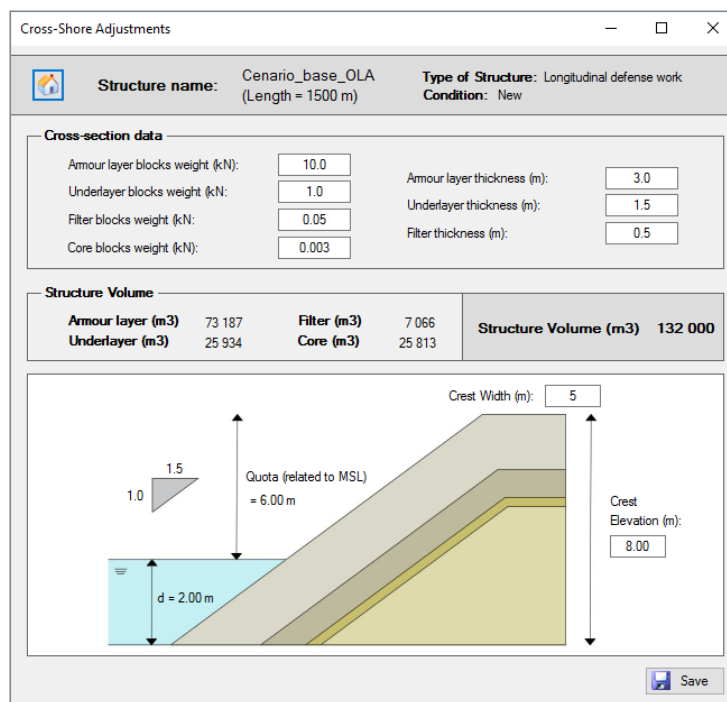 Cross-Shore Adjustments
Structure name: Cenario_base_OLA
(Length = 1500 m)
Type of Structure: Longitudinal defense work
Condition: New
Cross-section data
Armour layer blocks weight (kN): 10.0
Underlayer blocks weight (kN: 1.0
Filter blocks weight (kN: 0.05
Core blocks weight (kN): 0.003
Armour layer thickness (m): 3.0
Underlayer thickness (m): 1.5
Filter thickness (m): 0.5
Structure Volume
Armour layer (m3) 73 187 Filter (m3) 7 066
Underlayer (m3) 25 934 Core (m3) 25 813
Structure Volume (m3) 132 000
Crest Width (m): 5
1.5
1.0
Quota (related to MSL)
= 6.00 m
Crest
Elevation (m):
8.00
d = 2.00 m
Save